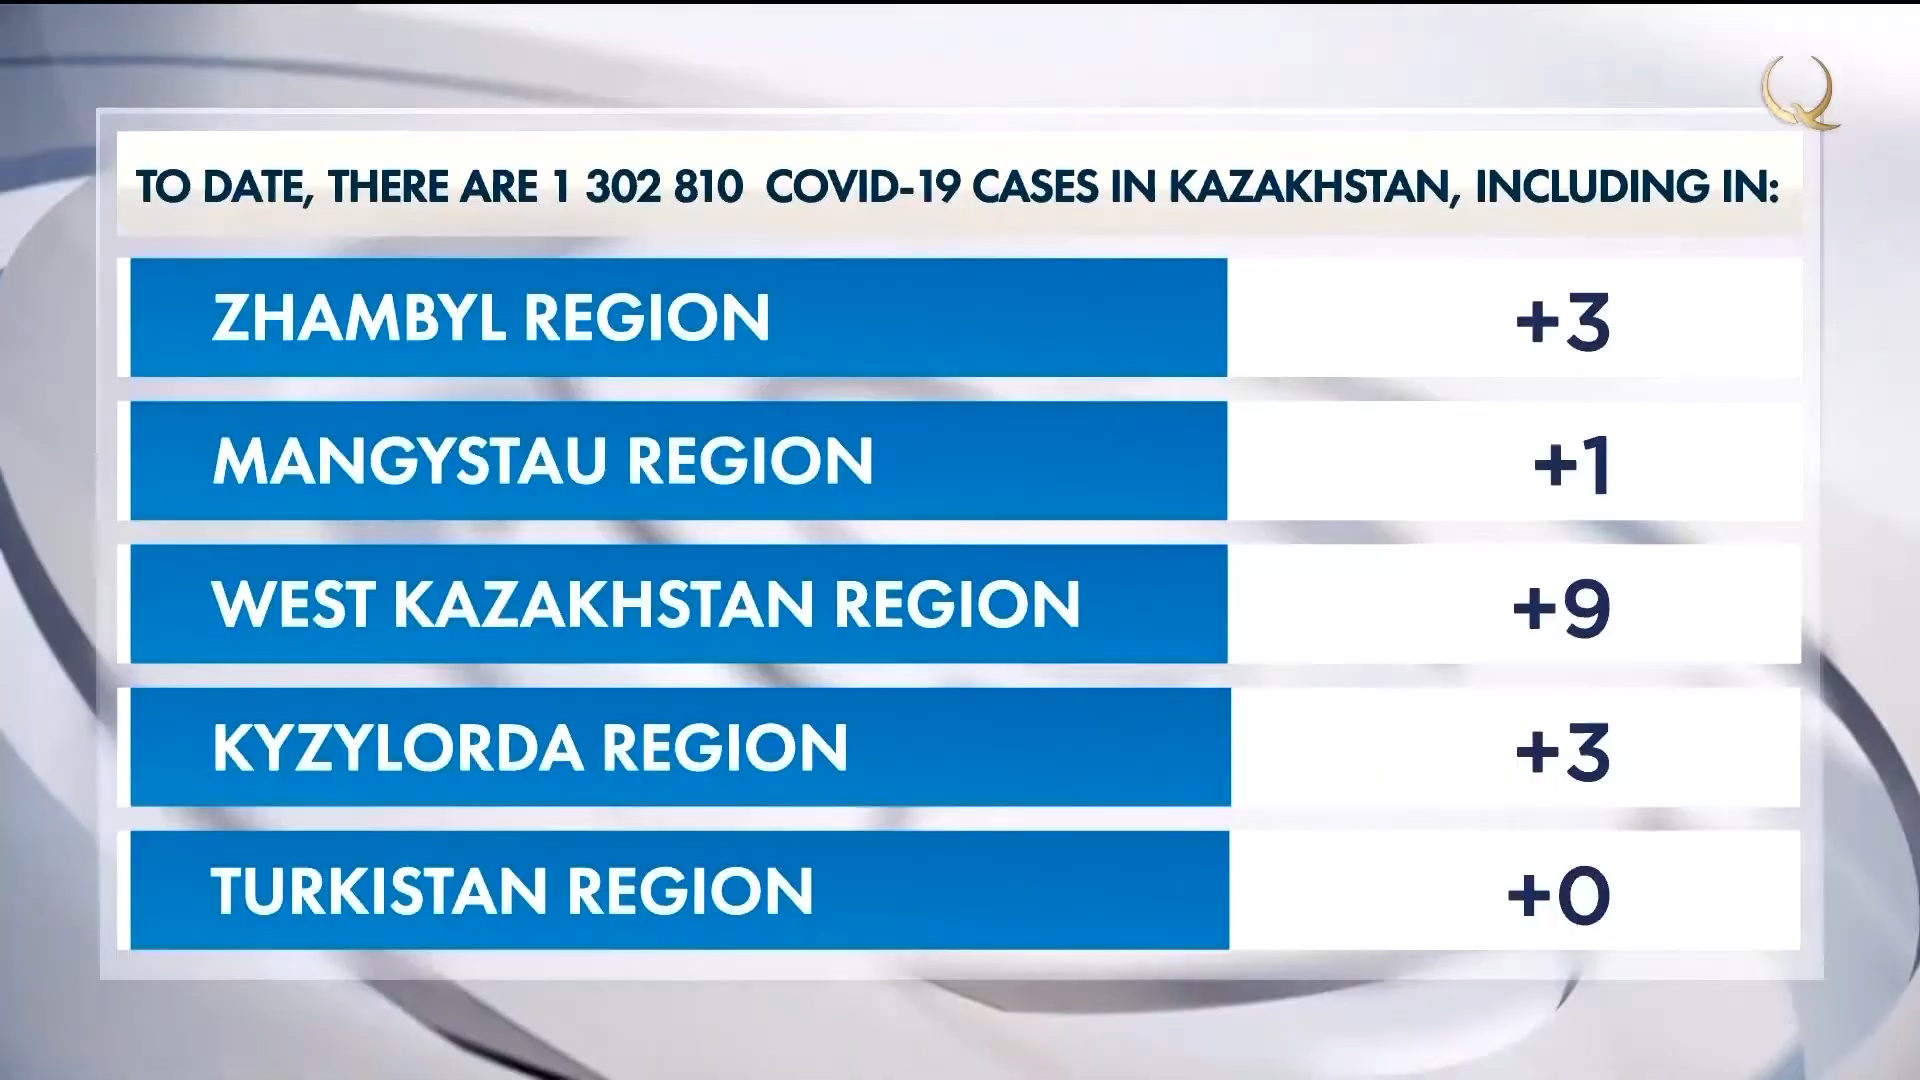 TO DATE, THERE ARE 1 302 810 COVID-19 CASES IN KAZAKHSTAN, INCLUDING IN:
ZHAMBYL REGION +3
MANGYSTAU REGION +1
WEST KAZAKHSTAN REGION +9
KYZYLORDA REGION +3
TURKISTAN REGION +0